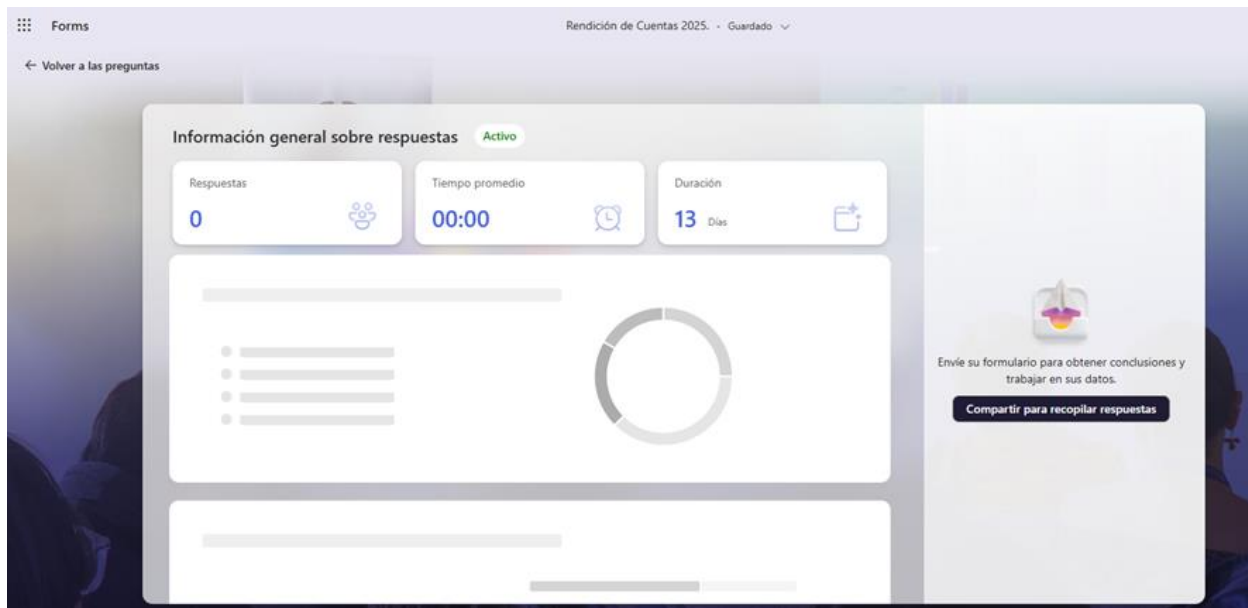 Forms
Rendición de Cuentas 2025. - Guardado
Volver a las preguntas
Información general sobre respuestas
Activo
Respuestas
0
Tiempo promedio
00:00
Duración
13 Días
Envíe su formulario para obtener conclusiones y
trabajar en sus datos.
Compartir para recopilar respuestas